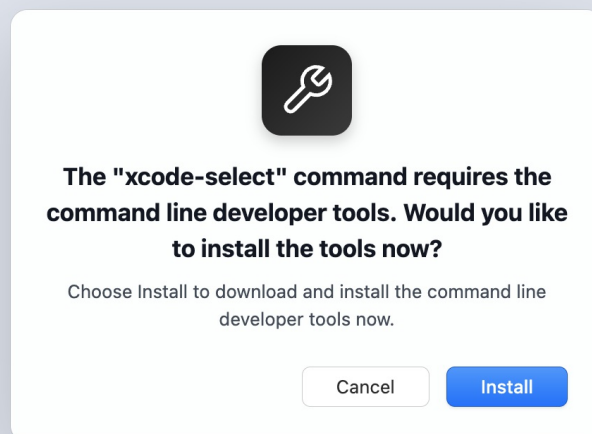 The "xcode-select" command requires the
command line developer tools. Would you like
to install the tools now?
Choose Install to download and install the command line
developer tools now.
Cancel
Install